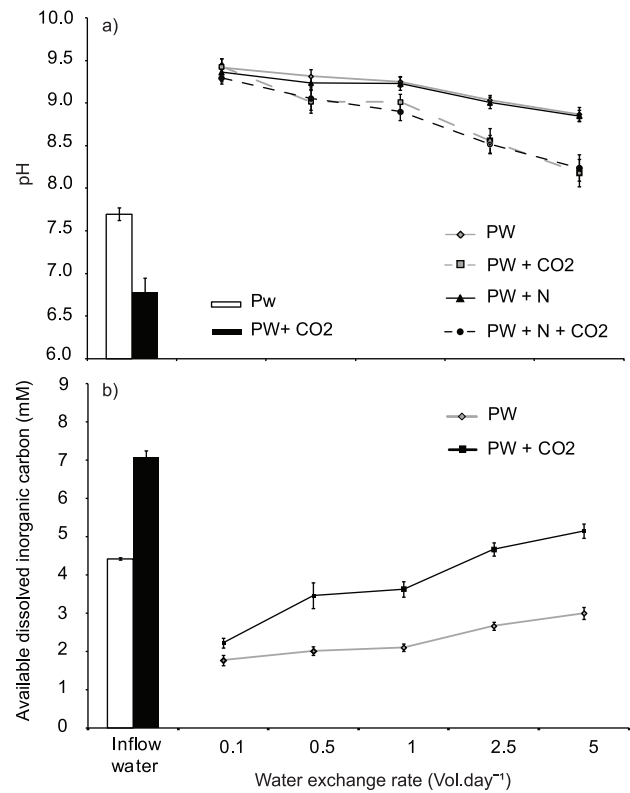 a)
10.0
9.5
9.0
8.5
8.0
7.5
7.0
6.5
6.0
pH
Pw
PW+ CO2
PW
PW + CO2
PW + N
PW + N + CO2
b)
9
8
7
6
5
4
3
2
1
0
Available dissolved inorganic carbon (mM)
PW
PW + CO2
Inflow
water
0.1
0.5
1
2.5
5
Water exchange rate (Vol.day⁻¹)